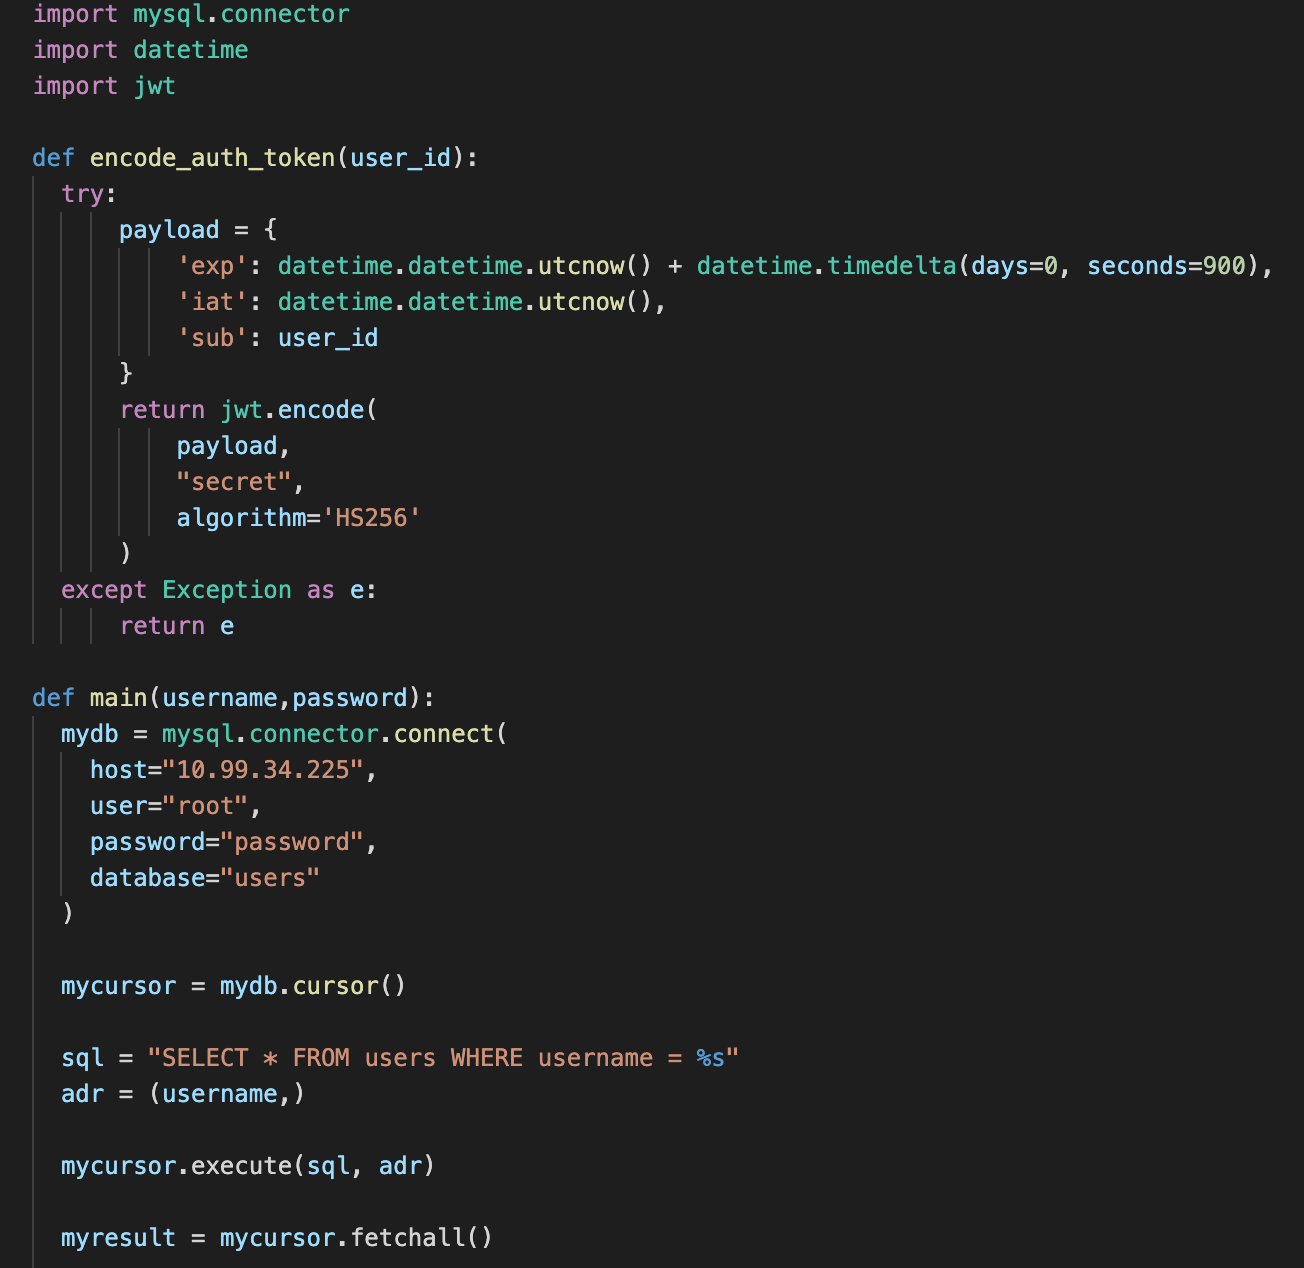 import mysql.connector
import datetime
import jwt
def encode_auth_token(user_id):
  try:
      payload = {
          'exp': datetime.datetime.utcnow() + datetime.timedelta(days=0, seconds=900),
          'iat': datetime.datetime.utcnow(),
          'sub': user_id
      }
      return jwt.encode(
          payload,
          "secret",
          algorithm='HS256'
      )
  except Exception as e:
      return e
def main(username,password):
  mydb = mysql.connector.connect(
    host="10.99.34.225",
    user="root",
    password="password",
    database="users"
  )
  mycursor = mydb.cursor()
  sql = "SELECT * FROM users WHERE username = %s"
  adr = (username,)
  mycursor.execute(sql, adr)
  myresult = mycursor.fetchall()